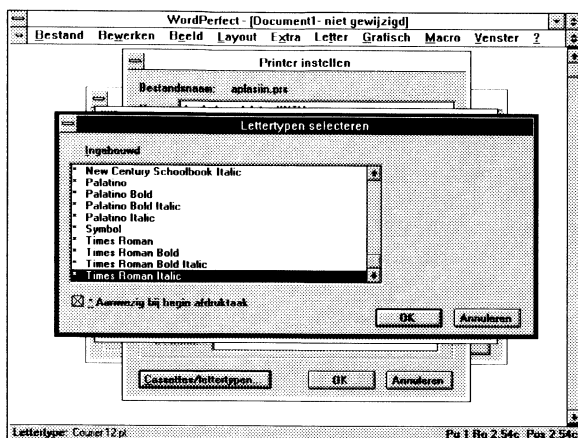 WordPerfect - [Document1- niet gewijzigd]
Bestand Bewerken Beeld Layout Extra Letter Grafisch Macro Venster ?
Printer instellen
Bestandsnaam: aplasiin.prs
Lettertypen selecteren
Ingebouwd
* New Century Schoolbook Italic
* Palatino
* Palatino Bold
* Palatino Bold Italic
* Palatino Italic
* Symbol
* Times Roman
* Times Roman Bold
* Times Roman Bold Italic
* Times Roman Italic
* Aanwezig bij begin afdruktaak
OK Annuleren
Cassettes/lettertypen... OK Annuleren
Lettertype: Courier 12 pt Pg 1 Rg 2.54c Pos 2.54c